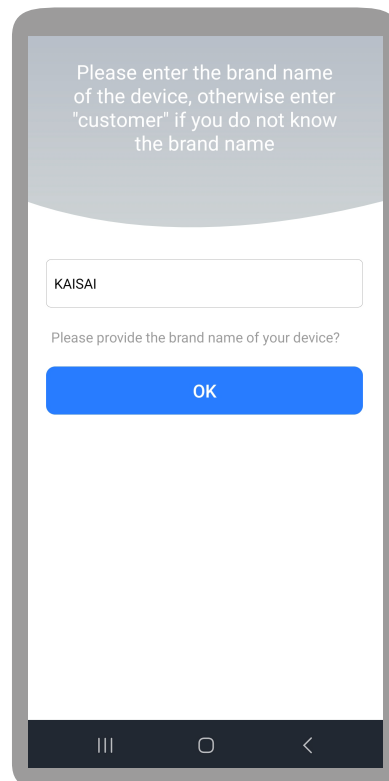 Please enter the brand name
of the device, otherwise enter
"customer" if you do not know
the brand name
KAISAI
Please provide the brand name of your device?
OK